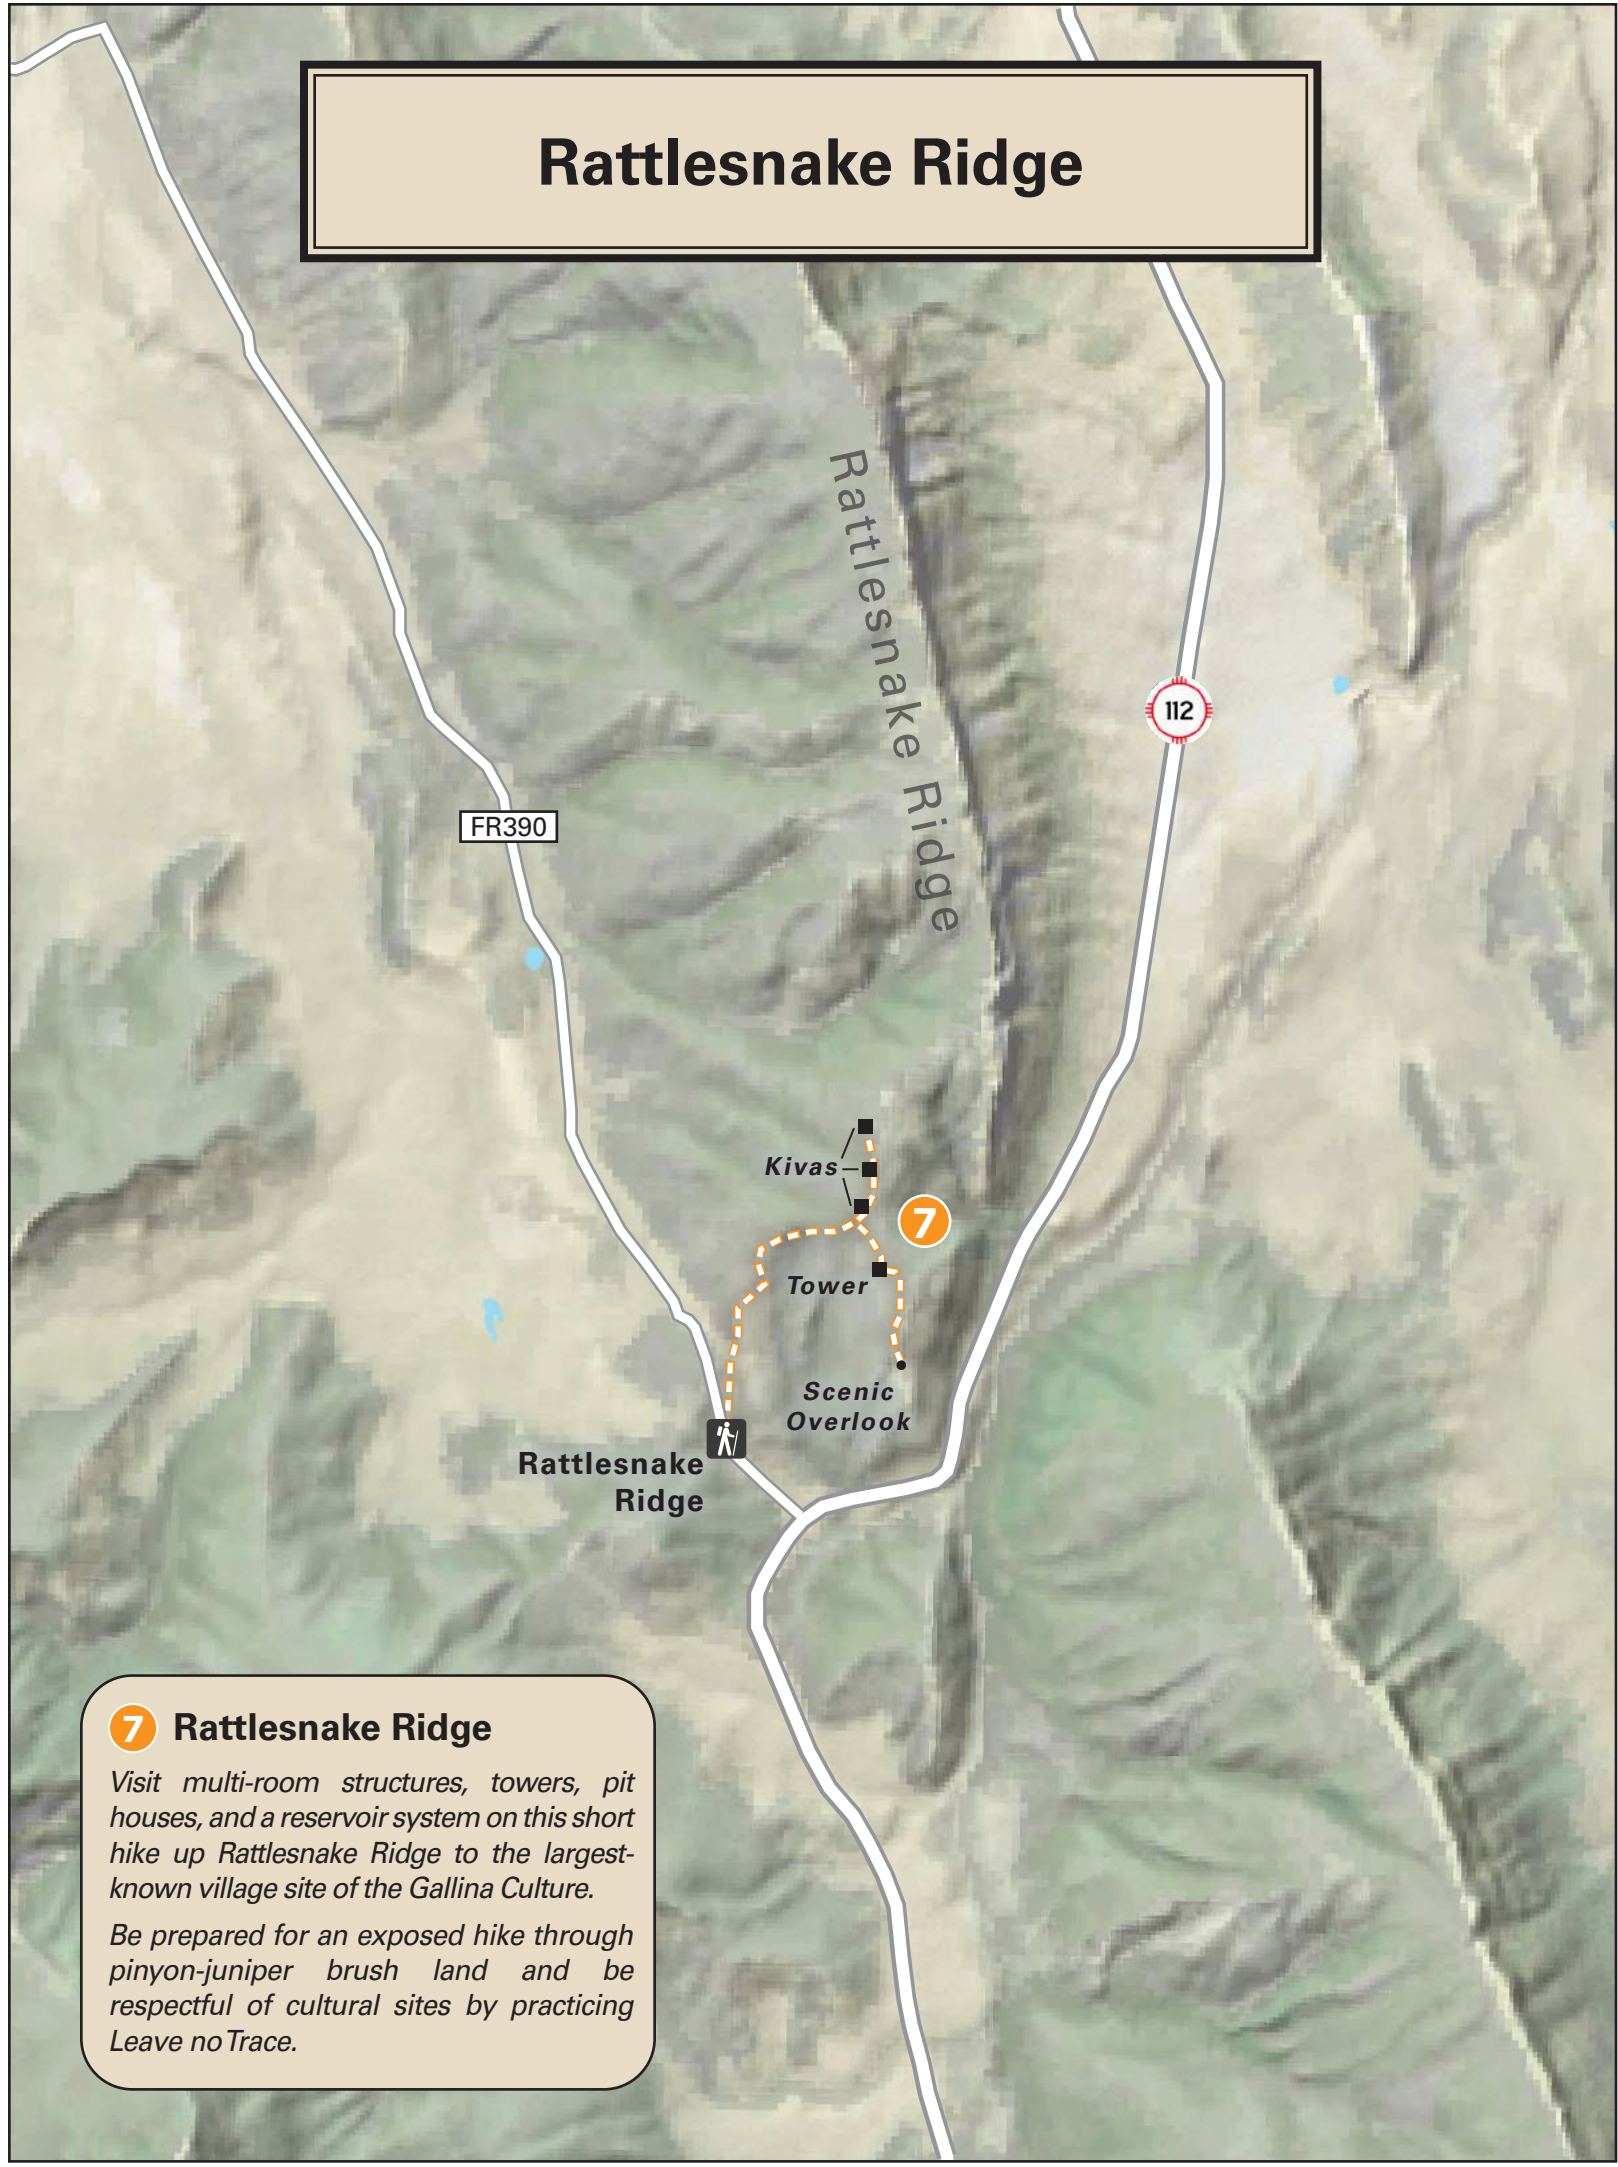 Rattlesnake Ridge
Rattlesnake Ridge
112
FR390
Kivas
7
Tower
Scenic
Overlook
Rattlesnake
Ridge
7 Rattlesnake Ridge
Visit multi-room structures, towers, pit
houses, and a reservoir system on this short
hike up Rattlesnake Ridge to the largest-
known village site of the Gallina Culture.
Be prepared for an exposed hike through
pinyon-juniper brush land and be
respectful of cultural sites by practicing
Leave no Trace.